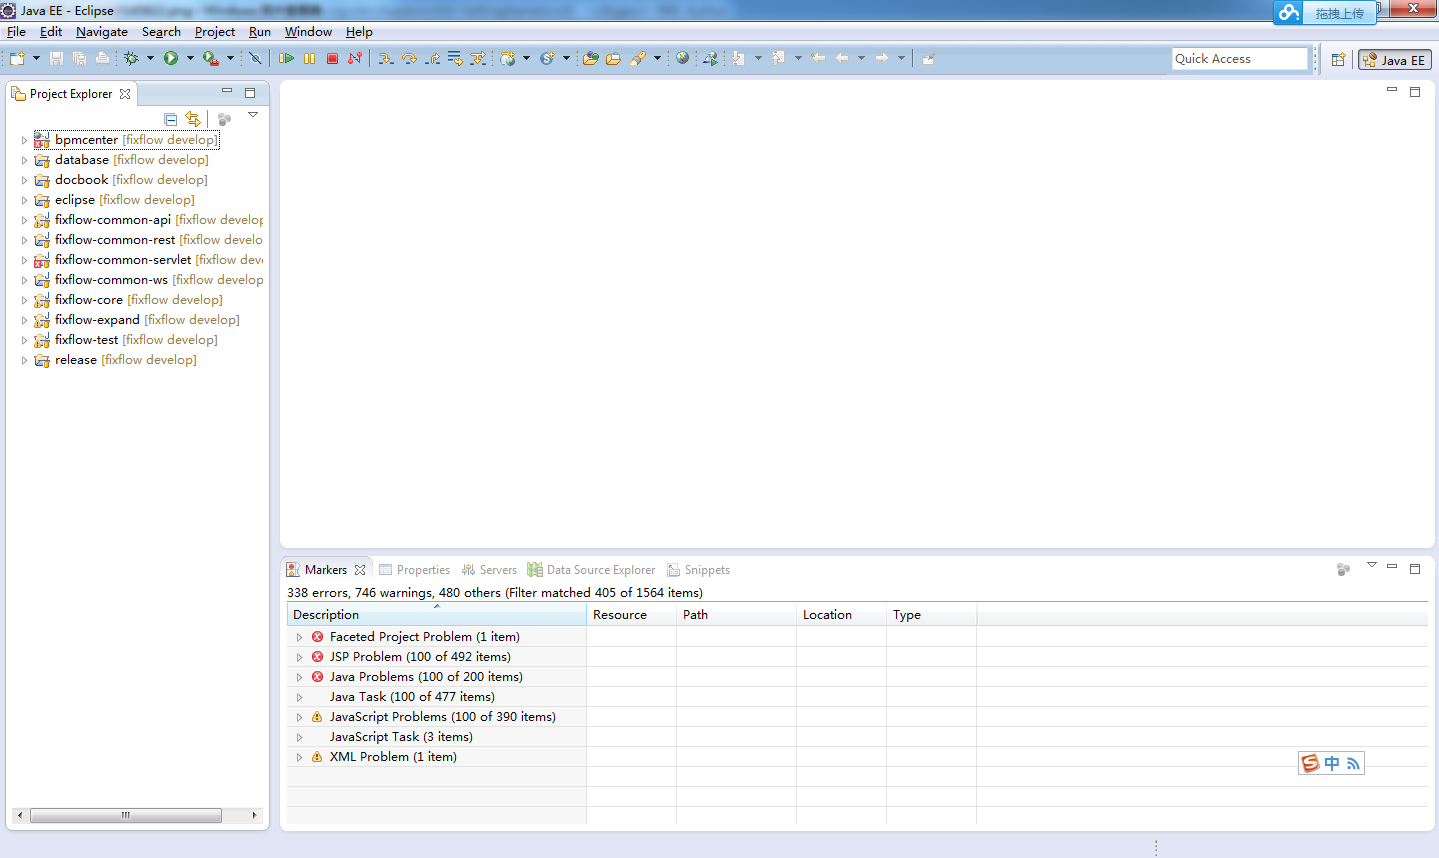 Java EE - Eclipse
拖拽上传
File Edit Navigate Search Project Run Window Help
Quick Access
Java EE
Project Explorer
bpmcenter [fixflow develop]
database [fixflow develop]
docbook [fixflow develop]
eclipse [fixflow develop]
fixflow-common-api [fixflow develop
fixflow-common-rest [fixflow develo
fixflow-common-servlet [fixflow deve
fixflow-common-ws [fixflow develop
fixflow-core [fixflow develop]
fixflow-expand [fixflow develop]
fixflow-test [fixflow develop]
release [fixflow develop]
Markers Properties Servers Data Source Explorer Snippets
338 errors, 746 warnings, 480 others (Filter matched 405 of 1564 items)
Description Resource Path Location Type
Faceted Project Problem (1 item)
JSP Problem (100 of 492 items)
Java Problems (100 of 200 items)
Java Task (100 of 477 items)
JavaScript Problems (100 of 390 items)
JavaScript Task (3 items)
XML Problem (1 item)
中